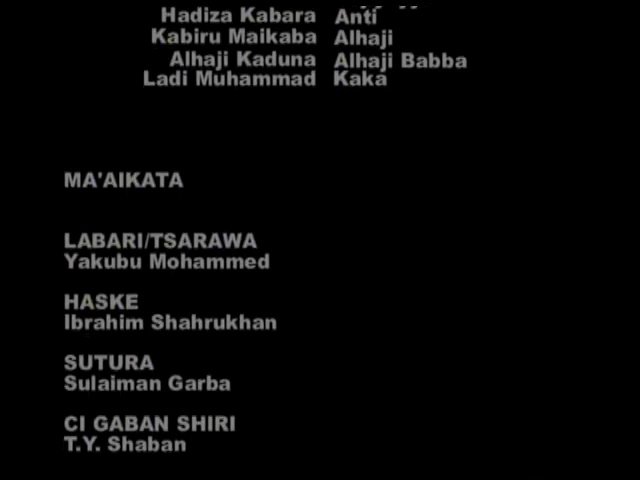 Hadiza Kabara Anti
Kabiru Maikaba Alhaji
Alhaji Kaduna Alhaji Babba
Ladi Muhammad Kaka
MA'AIKATA
LABARI/TSARAWA
Yakubu Mohammed
HASKE
Ibrahim Shahrukhan
SUTURA
Sulaiman Garba
CI GABAN SHIRI
T.Y. Shaban